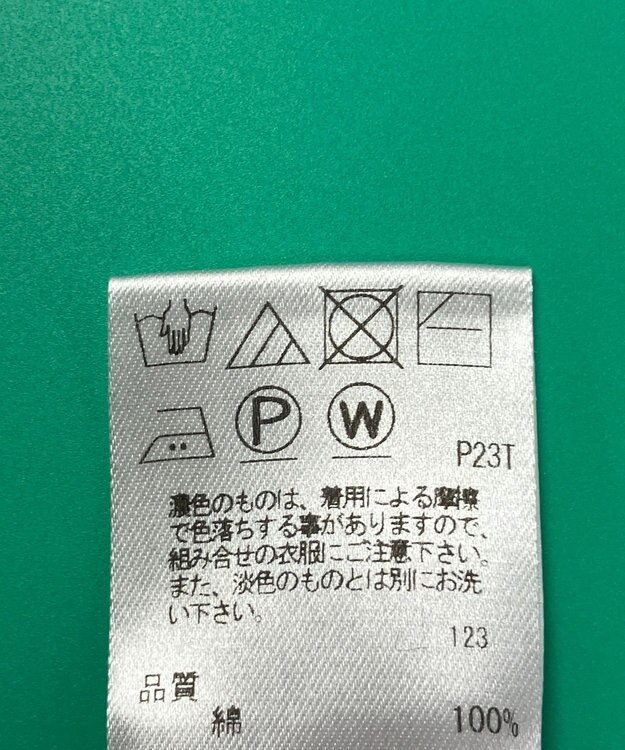 P
W
P23T
濃色のものは、着用による摩擦
で色落ちする事がありますので、
組み合せの衣服にご注意下さい。
また、淡色のものとは別にお洗
い下さい。
123
品質
綿 100%